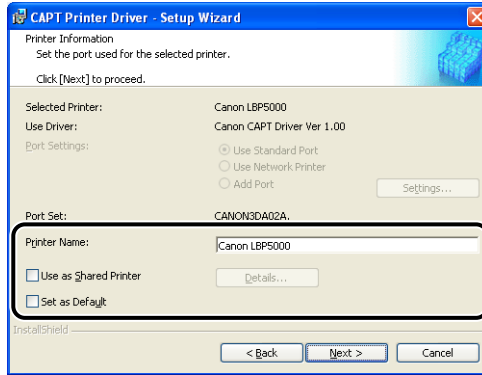 CAPT Printer Driver - Setup Wizard
Printer Information
Set the port used for the selected printer.
Click [Next] to proceed.
Selected Printer: Canon LBP5000
Use Driver: Canon CAPT Driver Ver 1.00
Port Settings: Use Standard Port
Use Network Printer
Add Port Settings...
Port Set: CANON3DA02A.
Printer Name: Canon LBP5000
Use as Shared Printer Details...
Set as Default
InstallShield
< Back Next > Cancel